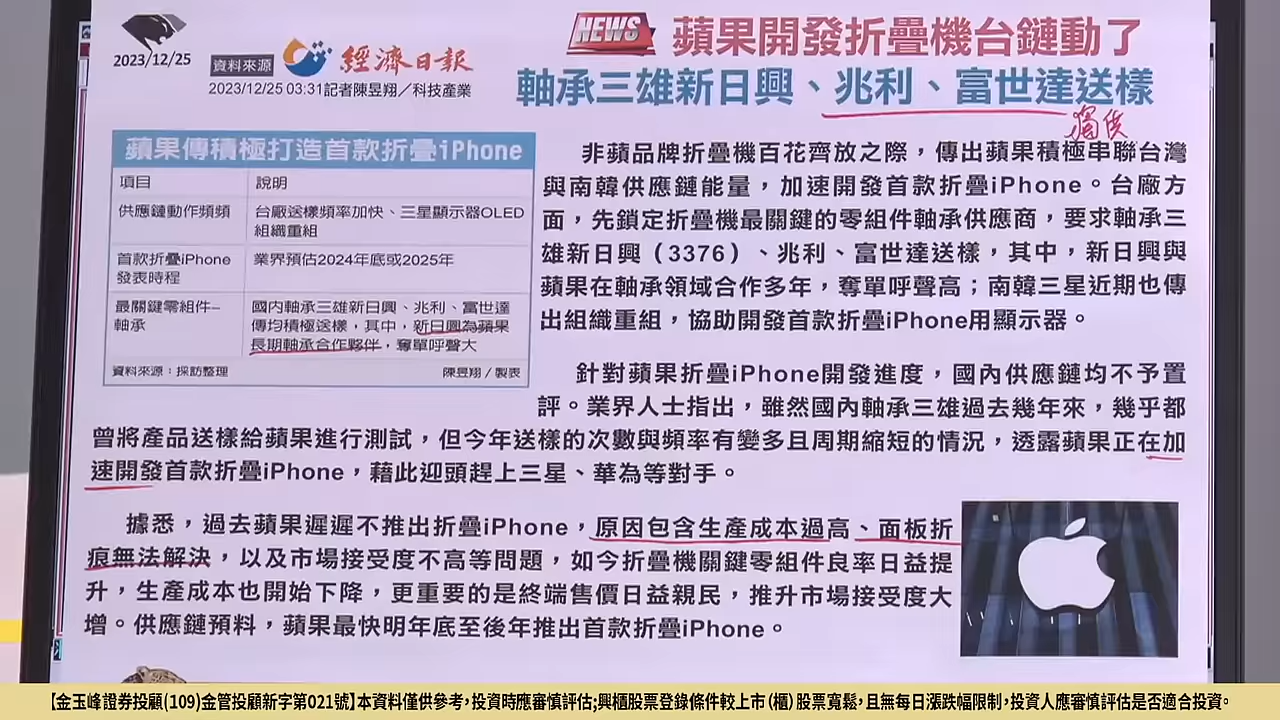 2023/12/25
資料來源
經濟日報
2023/12/25 03:31記者陳昱翔／科技產業
NEWS
蘋果開發折疊機台鏈動了
軸承三雄新日興、兆利、富世達送樣
蘋果傳積極打造首款折疊iPhone
項目 說明
供應鏈動作頻頻 台廠送樣頻率加快、三星顯示器OLED
組織重組
首款折疊iPhone
發表時程
業界預估2024年底或2025年
最關鍵零組件–
軸承
國內軸承三雄新日興、兆利、富世達
傳均積極送樣，其中，新日興為蘋果
長期軸承合作夥伴，奪單呼聲大
資料來源：採訪整理 陳昱翔／製表
非蘋品牌折疊機百花齊放之際，傳出蘋果積極串聯台灣
與南韓供應鏈能量，加速開發首款折疊iPhone。台廠方
面，先鎖定折疊機最關鍵的零組件軸承供應商，要求軸承三
雄新日興（3376）、兆利、富世達送樣，其中，新日興與
蘋果在軸承領域合作多年，奪單呼聲高；南韓三星近期也傳
出組織重組，協助開發首款折疊iPhone用顯示器。
針對蘋果折疊iPhone開發進度，國內供應鏈均不予置
評。業界人士指出，雖然國內軸承三雄過去幾年來，幾乎都
曾將產品送樣給蘋果進行測試，但今年送樣的次數與頻率有變多且周期縮短的情況，透露蘋果正在加
速開發首款折疊iPhone，藉此迎頭趕上三星、華為等對手。
據悉，過去蘋果遲遲不推出折疊iPhone，原因包含生產成本過高、面板折
痕無法解決，以及市場接受度不高等問題，如今折疊機關鍵零組件良率日益提
升，生產成本也開始下降，更重要的是終端售價日益親民，推升市場接受度大
增。供應鏈預料，蘋果最快明年底至後年推出首款折疊iPhone。
【金玉峰證券投顧(109)金管投顧新字第021號】本資料僅供參考，投資時應審慎評估;興櫃股票登錄條件較上市（櫃）股票寬鬆，且無每日漲跌幅限制，投資人應審慎評估是否適合投資。